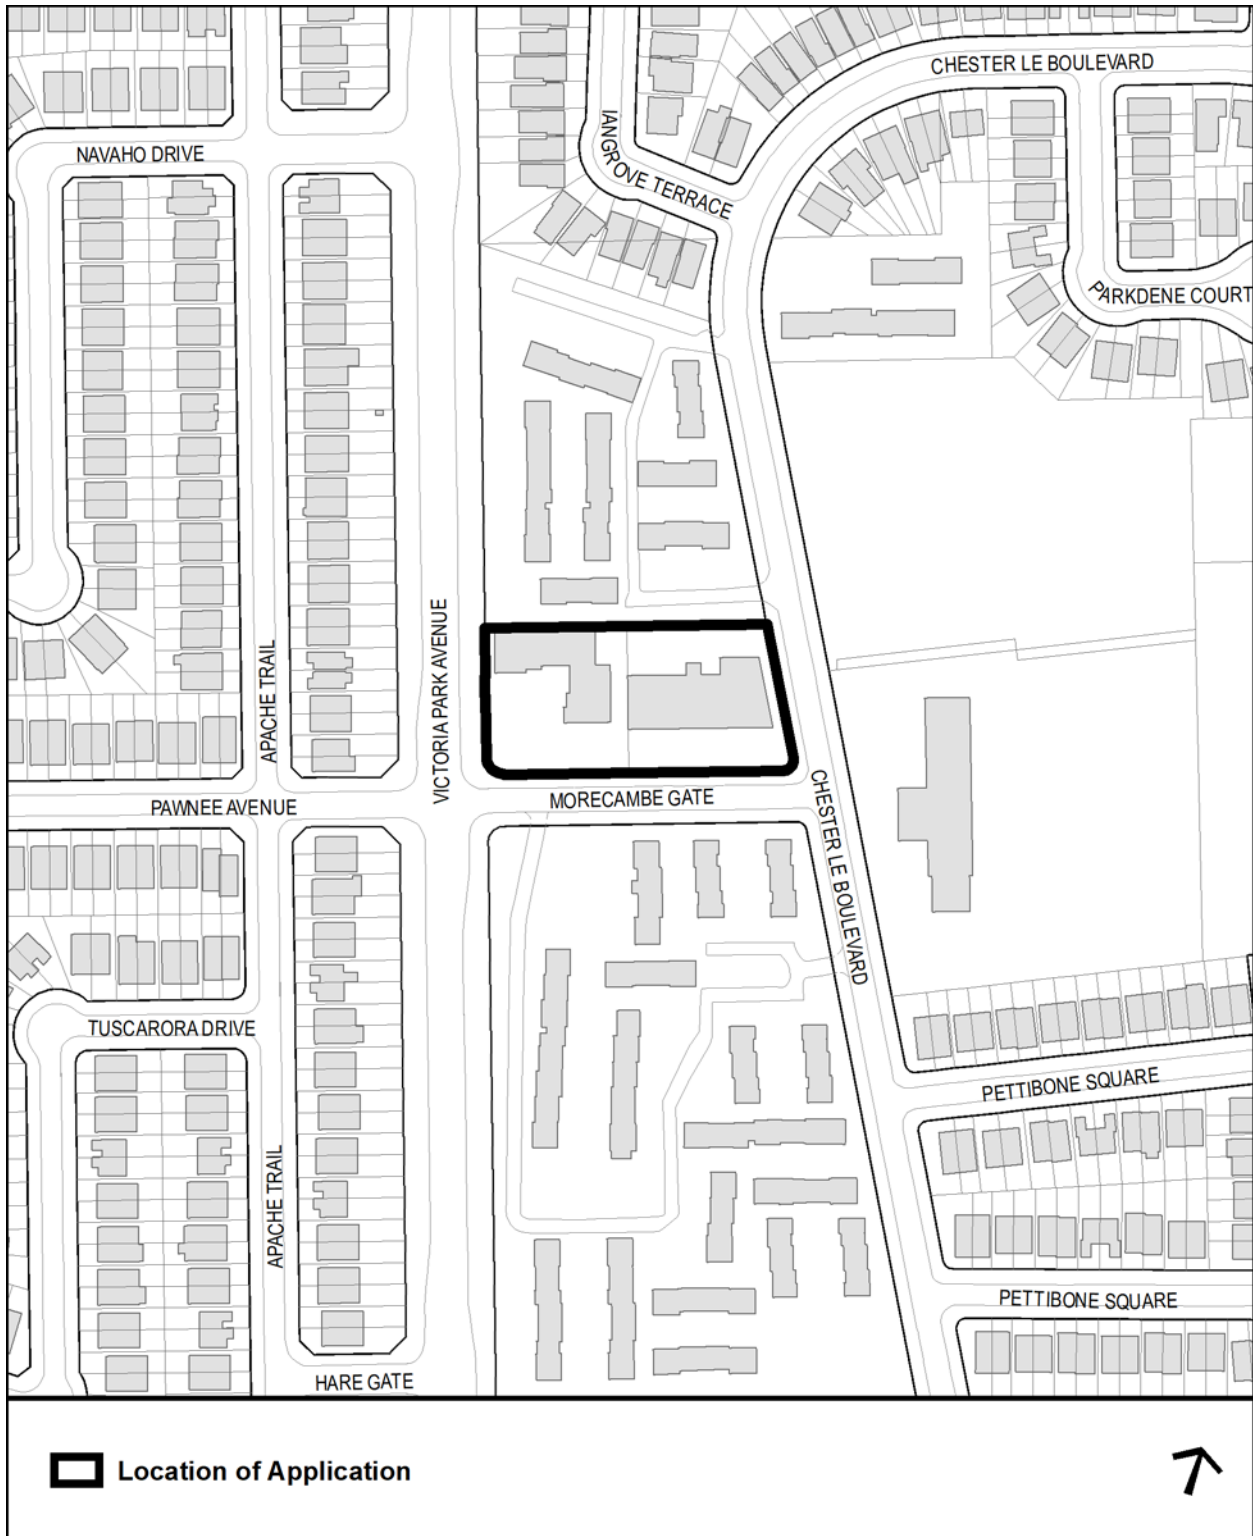 CHESTER LE BOULEVARD
IANGROVE TERRACE
NAVAHO DRIVE
PARKDENE COURT
VICTORIA PARK AVENUE
APACHE TRAIL
PAWNEE AVENUE
MORECAMBE GATE
CHESTER LE BOULEVARD
TUSCARORA DRIVE
PETTIBONE SQUARE
APACHE TRAIL
PETTIBONE SQUARE
HARE GATE
Location of Application